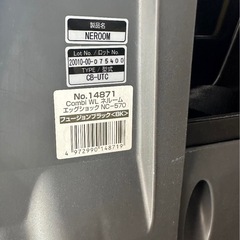 製品名
NEROOM
Lot No. / ロット No
20010-00-075400
TYPE / 型式
CB-UTC
No.14871
Combi WL ネルーム
エッグショック NC-570
フュージョンブラック<BK>
4 972990 148719